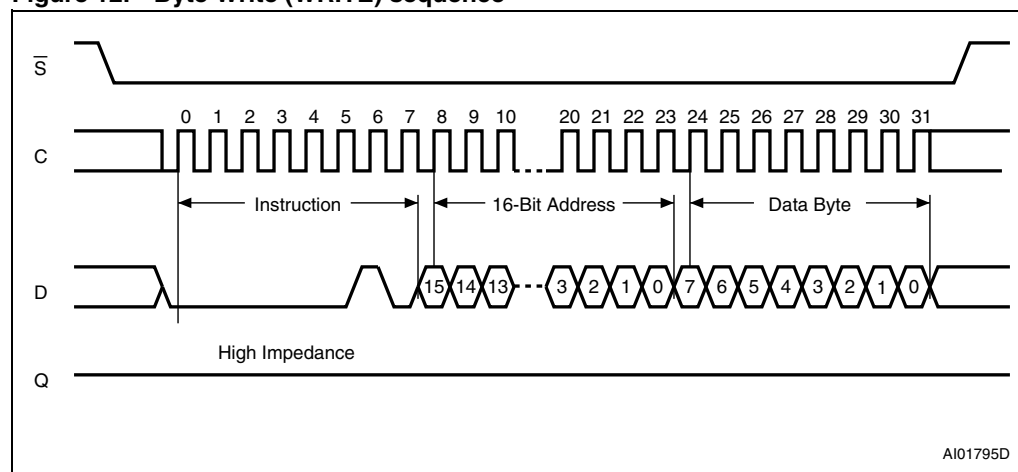 Figure 12. Byte Write (WRITE) sequence
S
0 1 2 3 4 5 6 7 8 9 10 20 21 22 23 24 25 26 27 28 29 30 31
C
Instruction 16-Bit Address Data Byte
D 15 14 13 3 2 1 0 7 6 5 4 3 2 1 0
High Impedance
Q
AI01795D